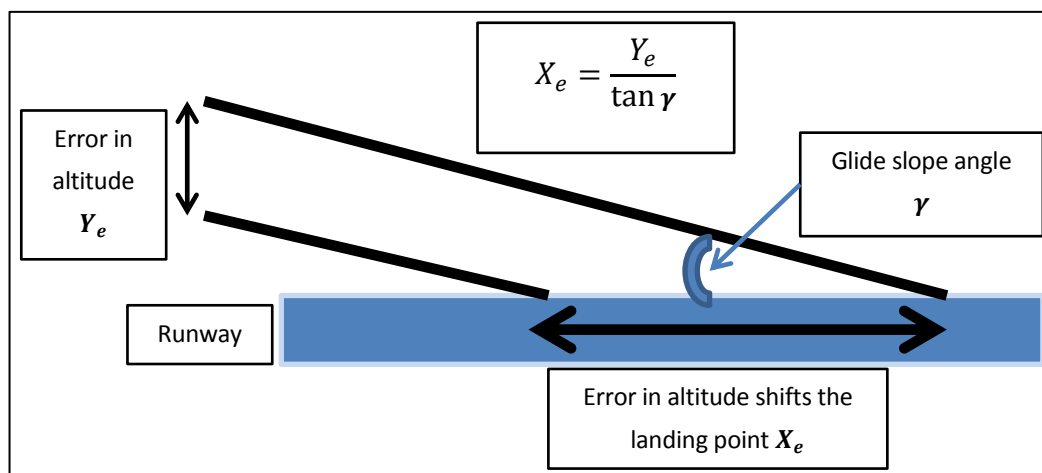 X_e = Y_e / tan γ
Error in
altitude
Y_e
Glide slope angle
γ
Runway
Error in altitude shifts the
landing point X_e